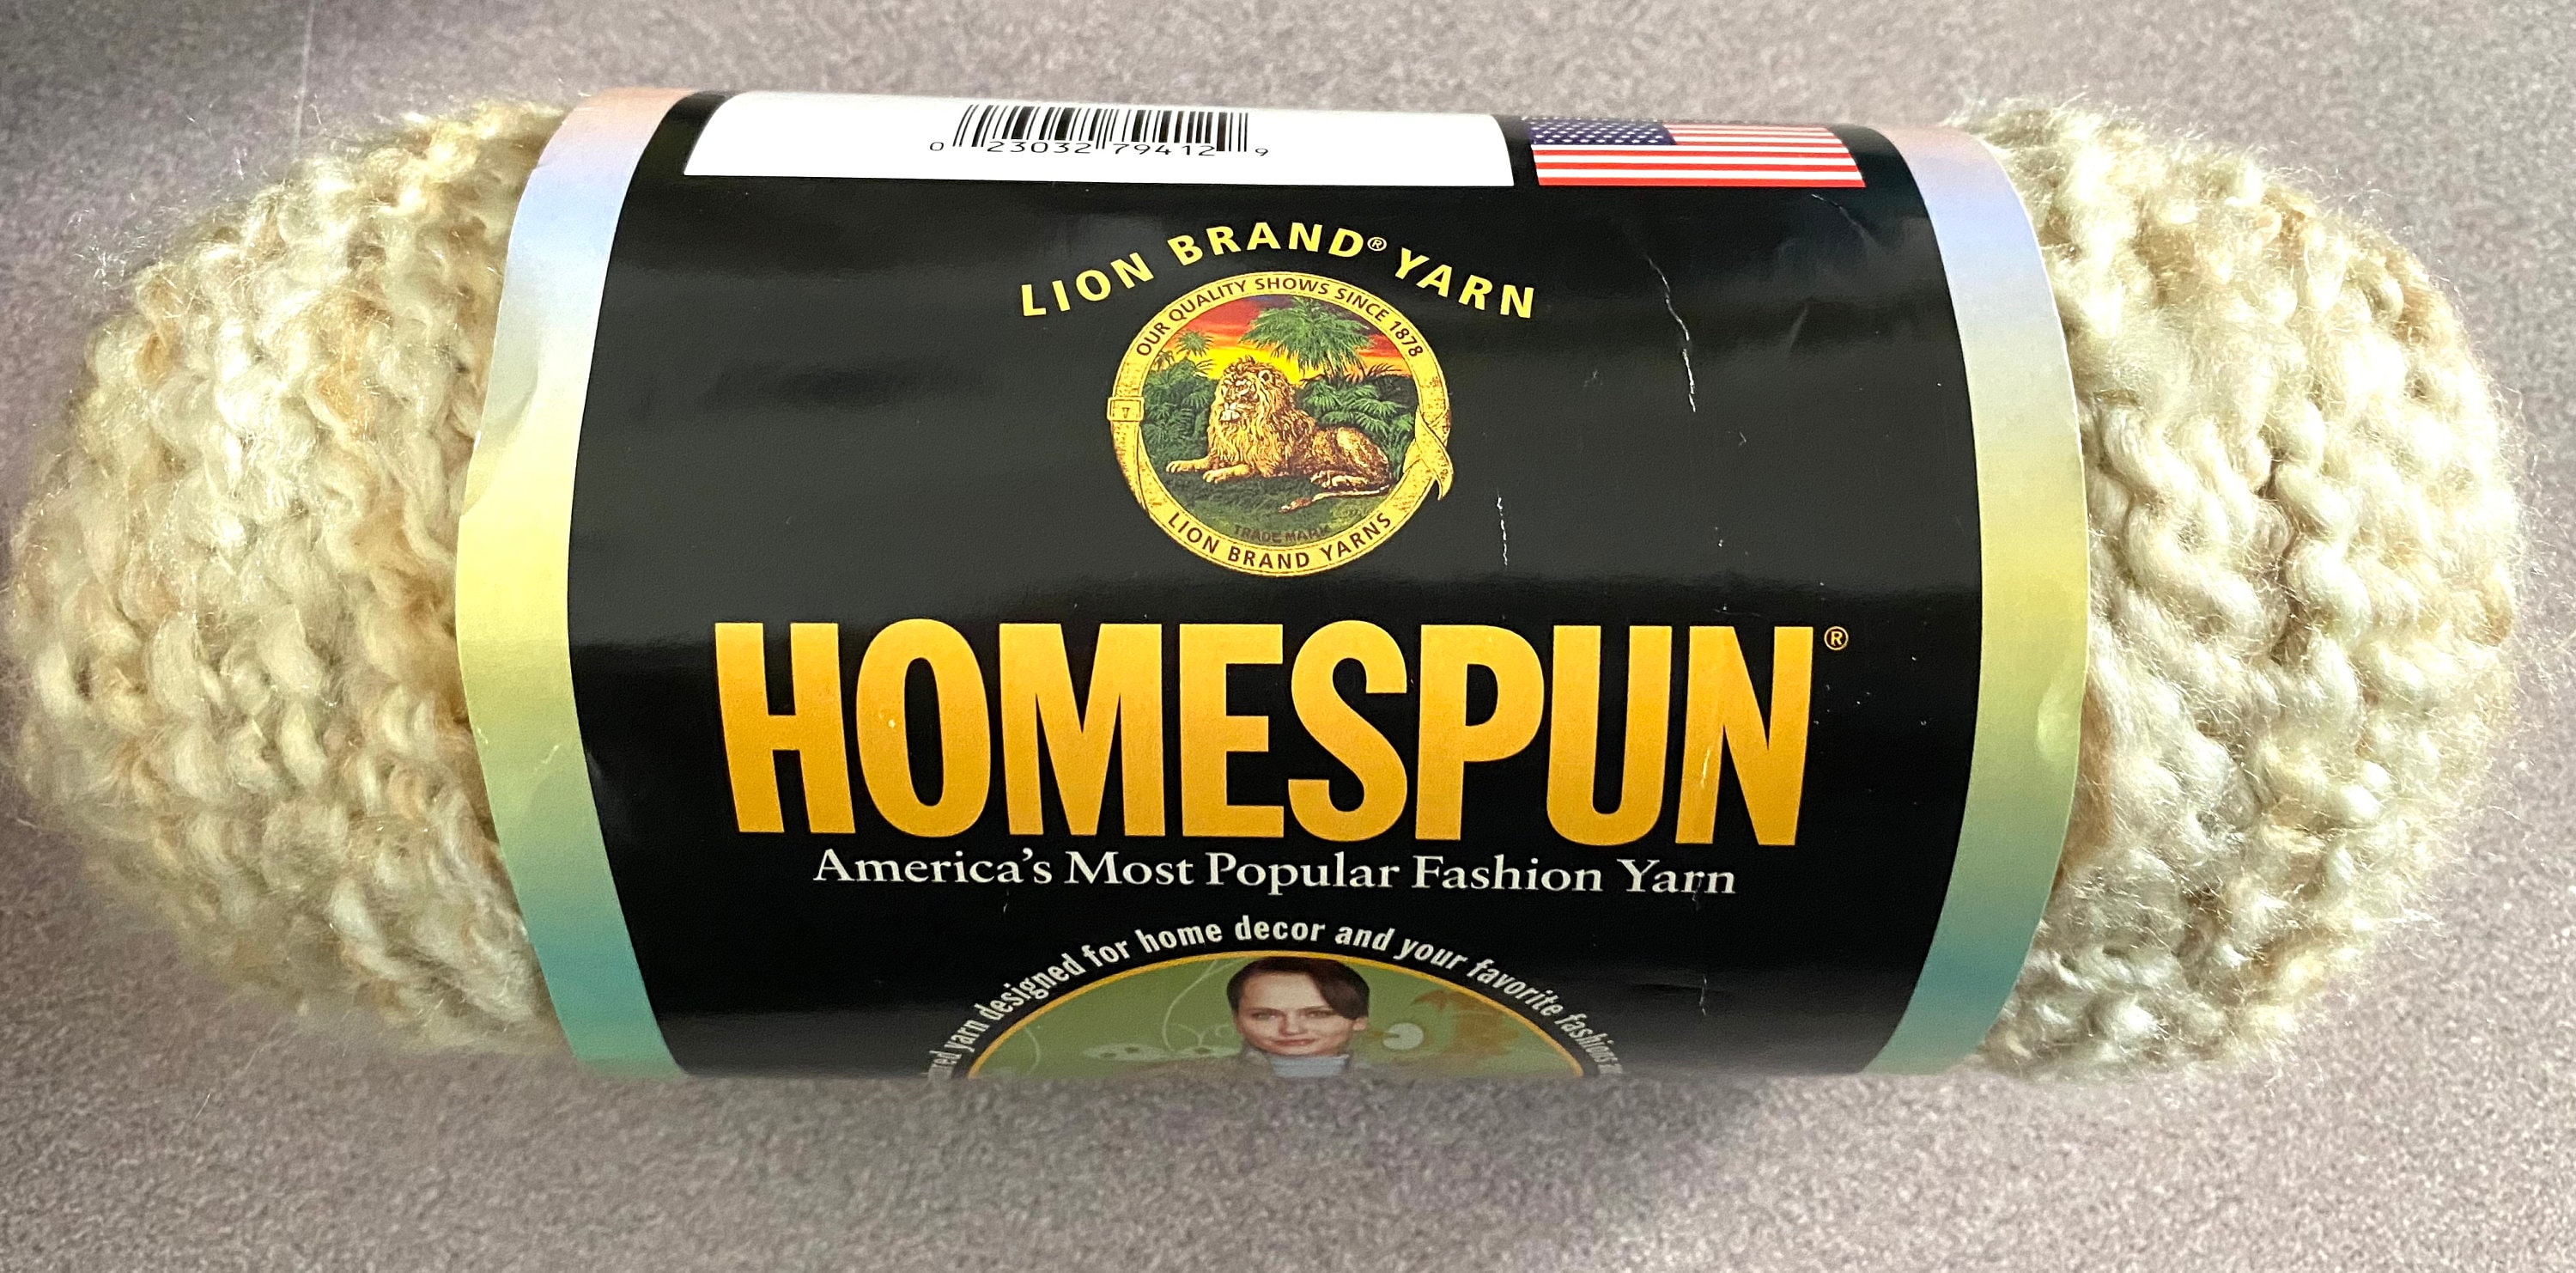 0 23032 79412 9
LION BRAND® YARN
OUR QUALITY SHOWS SINCE 1878
TRADE MARK
LION BRAND YARNS
HOMESPUN®
America's Most Popular Fashion Yarn
yarn designed for home decor and your favorite fashions